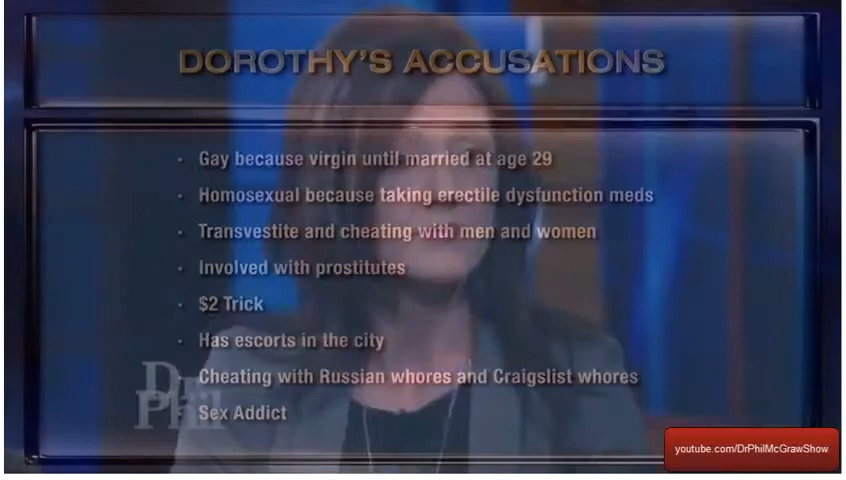 DOROTHY'S ACCUSATIONS
· Gay because virgin until married at age 29
· Homosexual because taking erectile dysfunction meds
· Transvestite and cheating with men and women
· Involved with prostitutes
· $2 Trick
· Has escorts in the city
· Cheating with Russian whores and Craigslist whores
· Sex Addict
Dr.
Phil
youtube.com/DrPhilMcGrawShow